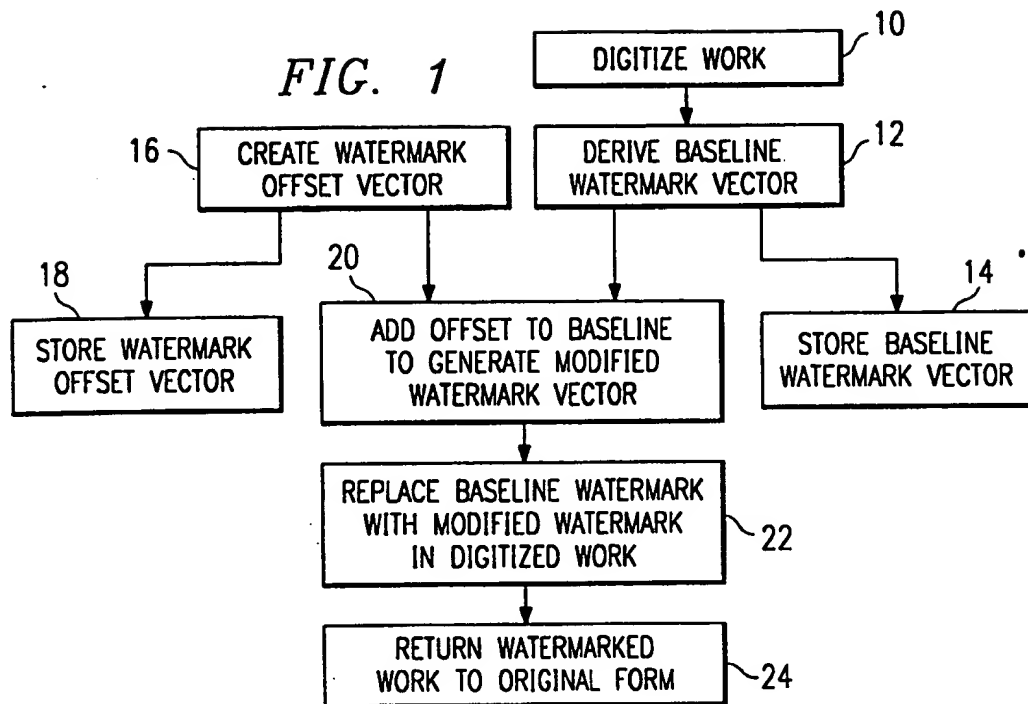 FIG. 1
10
DIGITIZE WORK
16
CREATE WATERMARK
OFFSET VECTOR
DERIVE BASELINE
WATERMARK VECTOR
12
18
STORE WATERMARK
OFFSET VECTOR
20
ADD OFFSET TO BASELINE
TO GENERATE MODIFIED
WATERMARK VECTOR
14
STORE BASELINE
WATERMARK VECTOR
REPLACE BASELINE WATERMARK
WITH MODIFIED WATERMARK
IN DIGITIZED WORK
22
RETURN WATERMARKED
WORK TO ORIGINAL FORM
24